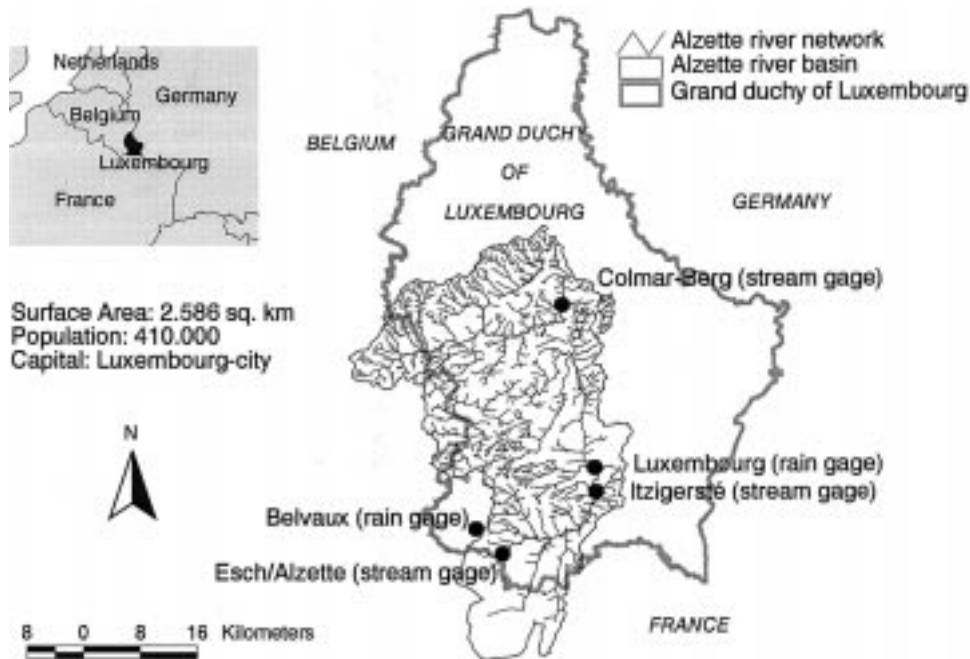 Netherlands
Germany
Belgium
Luxembourg
France
Surface Area: 2.586 sq. km
Population: 410.000
Capital: Luxembourg-city
N
8 0 8 16 Kilometers
Alzette river network
Alzette river basin
Grand duchy of Luxembourg
BELGIUM
GRAND DUCHY
OF
LUXEMBOURG
GERMANY
Colmar-Berg (stream gage)
Luxembourg (rain gage)
Itzigersté (stream gage)
Belvaux (rain gage)
Esch/Alzette (stream gage)
FRANCE